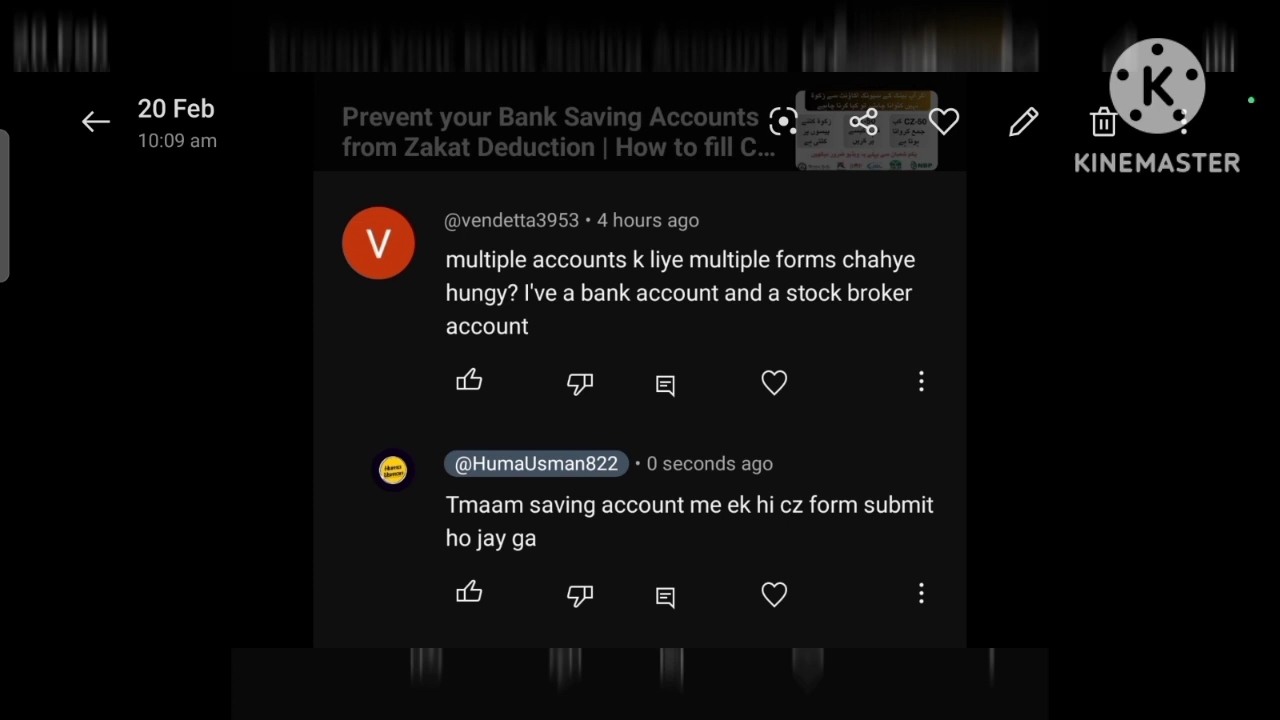 20 Feb
10:09 am
KINEMASTER
Prevent your Bank Saving Accounts
from Zakat Deduction | How to fill C...
@vendetta3953 • 4 hours ago
V
multiple accounts k liye multiple forms chahye
hungy? I've a bank account and a stock broker
account
@HumaUsman822 • 0 seconds ago
Tmaam saving account me ek hi cz form submit
ho jay ga